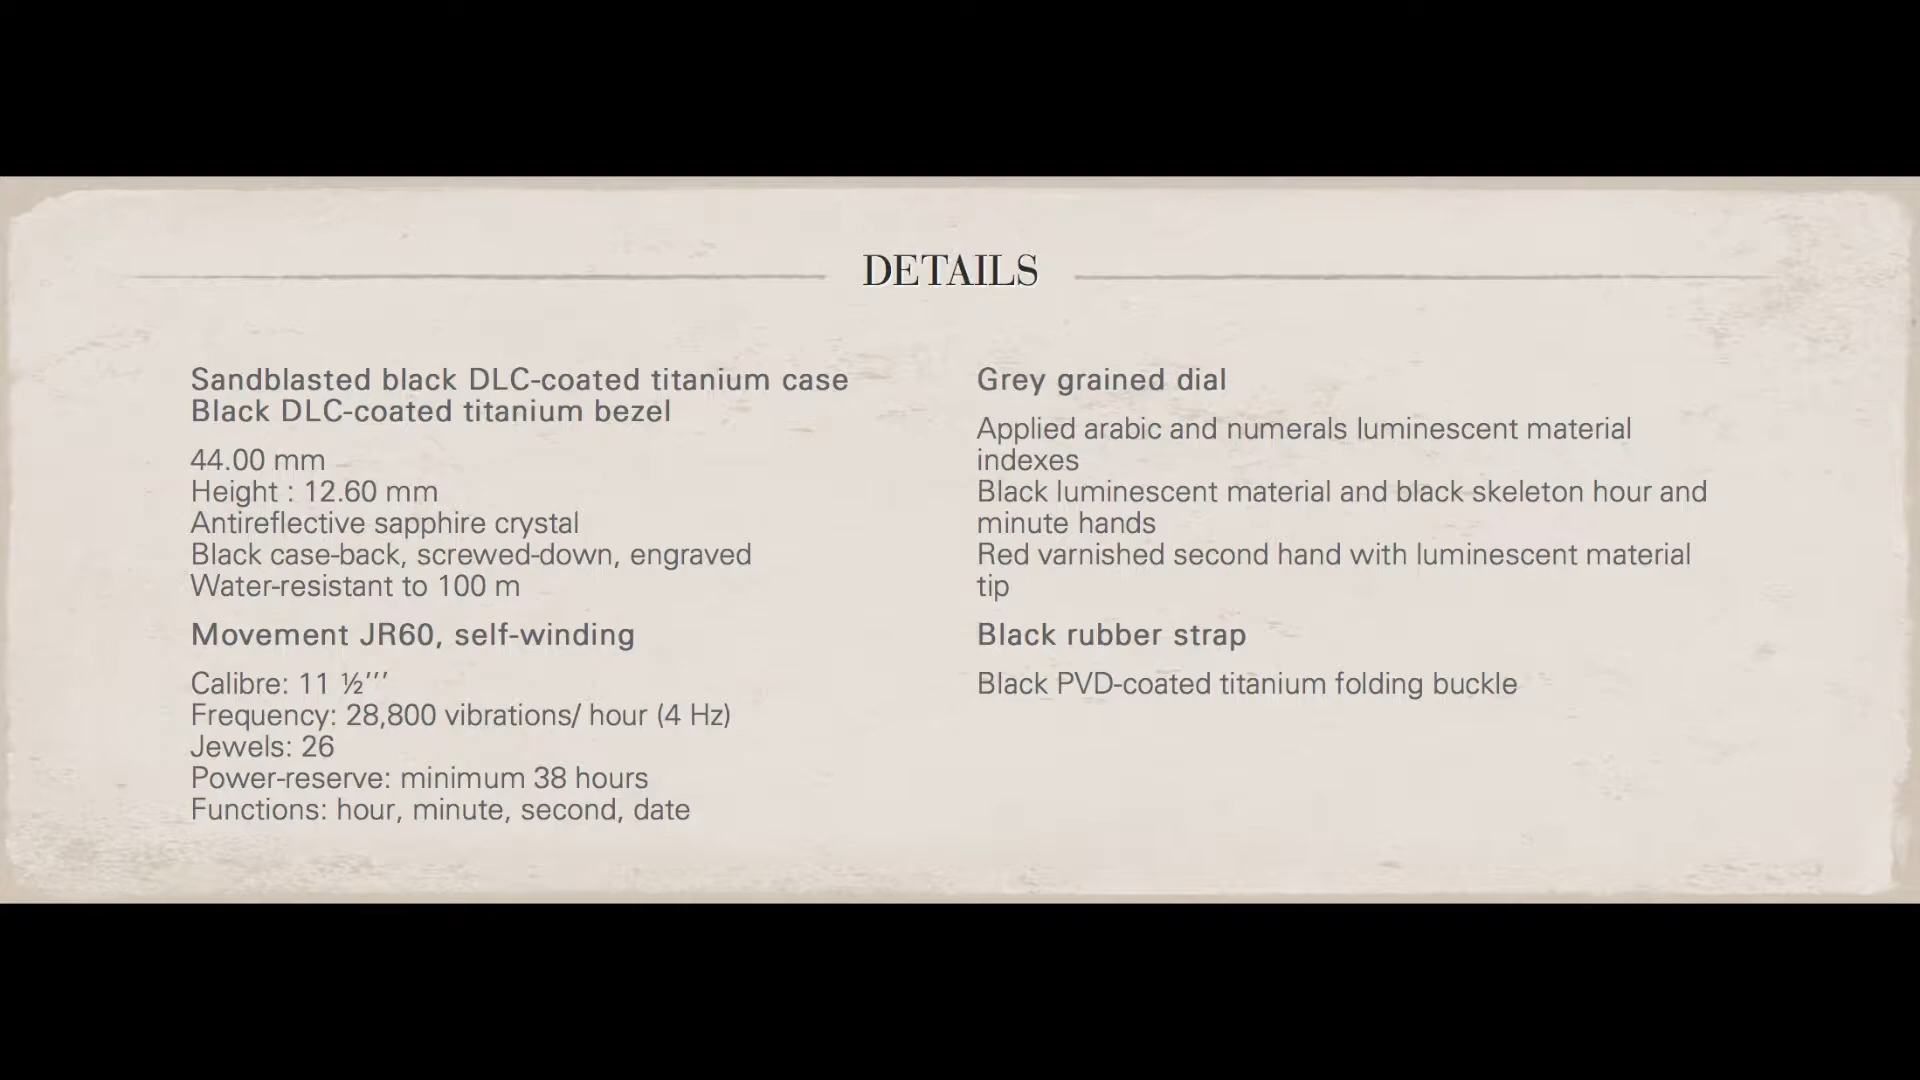 DETAILS
Sandblasted black DLC-coated titanium case
Black DLC-coated titanium bezel
44.00 mm
Height : 12.60 mm
Antireflective sapphire crystal
Black case-back, screwed-down, engraved
Water-resistant to 100 m
Movement JR60, self-winding
Calibre: 11 ½’’’
Frequency: 28,800 vibrations/ hour (4 Hz)
Jewels: 26
Power-reserve: minimum 38 hours
Functions: hour, minute, second, date
Grey grained dial
Applied arabic and numerals luminescent material
indexes
Black luminescent material and black skeleton hour and
minute hands
Red varnished second hand with luminescent material
tip
Black rubber strap
Black PVD-coated titanium folding buckle